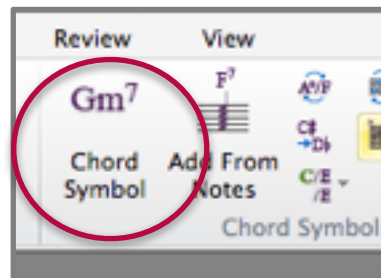 Review View
Gm7 F7 A♭/F
C♯
→D♭
Chord Add From C/E
Symbol Notes /E
Chord Symbol